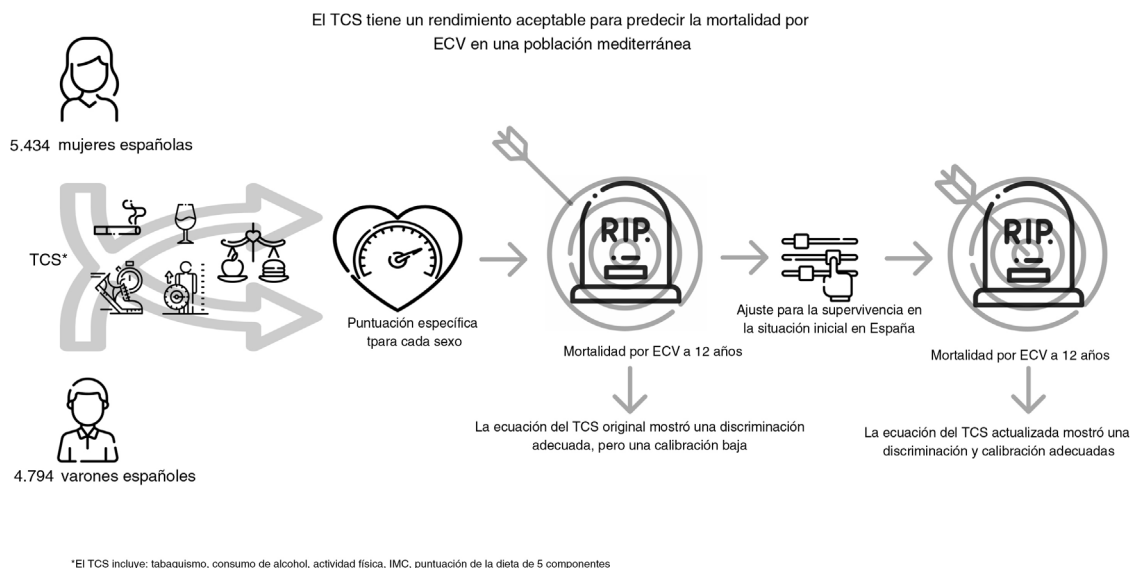 El TCS tiene un rendimiento aceptable para predecir la mortalidad por
ECV en una población mediterránea
5.434 mujeres españolas
TCS*
4.794 varones españoles
Puntuación específica
tpara cada sexo
RIP.
Mortalidad por ECV a 12 años
La ecuación del TCS original mostró una discriminación
adecuada, pero una calibración baja
Ajuste para la supervivencia en
la situación inicial en España
RIP.
Mortalidad por ECV a 12 años
La ecuación del TCS actualizada mostró una
discriminación y calibración adecuadas
*El TCS incluye: tabaquismo, consumo de alcohol, actividad física, IMC, puntuación de la dieta de 5 componentes